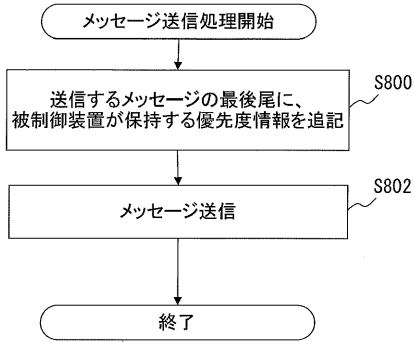 メッセージ送信処理開始
S800
送信するメッセージの最後尾に、
被制御装置が保持する優先度情報を追記
S802
メッセージ送信
終了